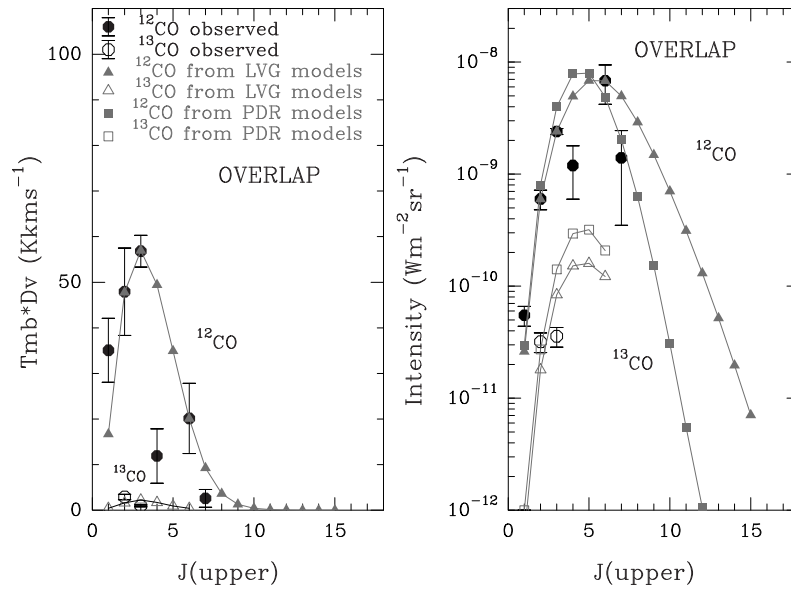 100
50
0
0
5
10
15
Tmb*Dv (Kkms⁻¹)
J(upper)
¹²CO observed
¹³CO observed
¹²CO from LVG models
¹³CO from LVG models
¹²CO from PDR models
¹³CO from PDR models
OVERLAP
¹²CO
¹³CO
10⁻⁸
10⁻⁹
10⁻¹⁰
10⁻¹¹
10⁻¹²
0
5
10
15
Intensity (Wm⁻²sr⁻¹)
J(upper)
OVERLAP
¹²CO
¹³CO